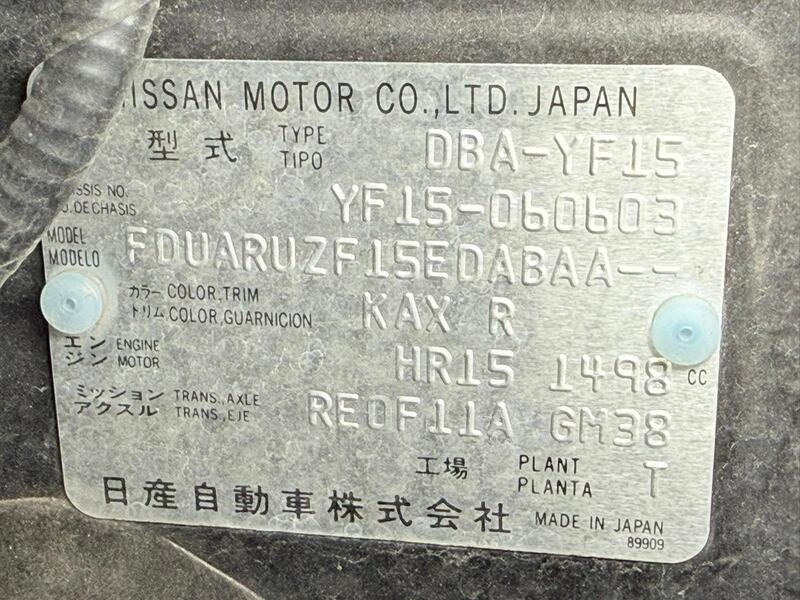 NISSAN MOTOR CO.,LTD. JAPAN
型式 TYPE TIPO DBA-YF15
CHASSIS NO.
NO.DE CHASIS YF15-060603
MODEL
MODELO FDUARUZF15EDABAA--
カラー COLOR,TRIM
トリム COLOR,GUARNICION KAX R
エン ENGINE
ジン MOTOR HR15 1498 CC
ミッション TRANS.,AXLE
アクスル TRANS.,EJE RE0F11A GM38
工場 PLANT
PLANTA T
日産自動車株式会社 MADE IN JAPAN
89909